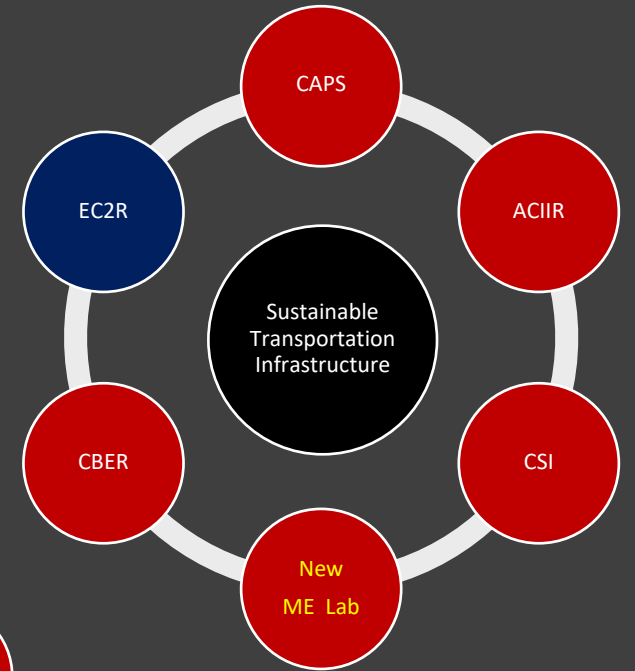 CAPS
EC2R
ACIIR
Sustainable
Transportation
Infrastructure
CBER
CSI
New
ME Lab